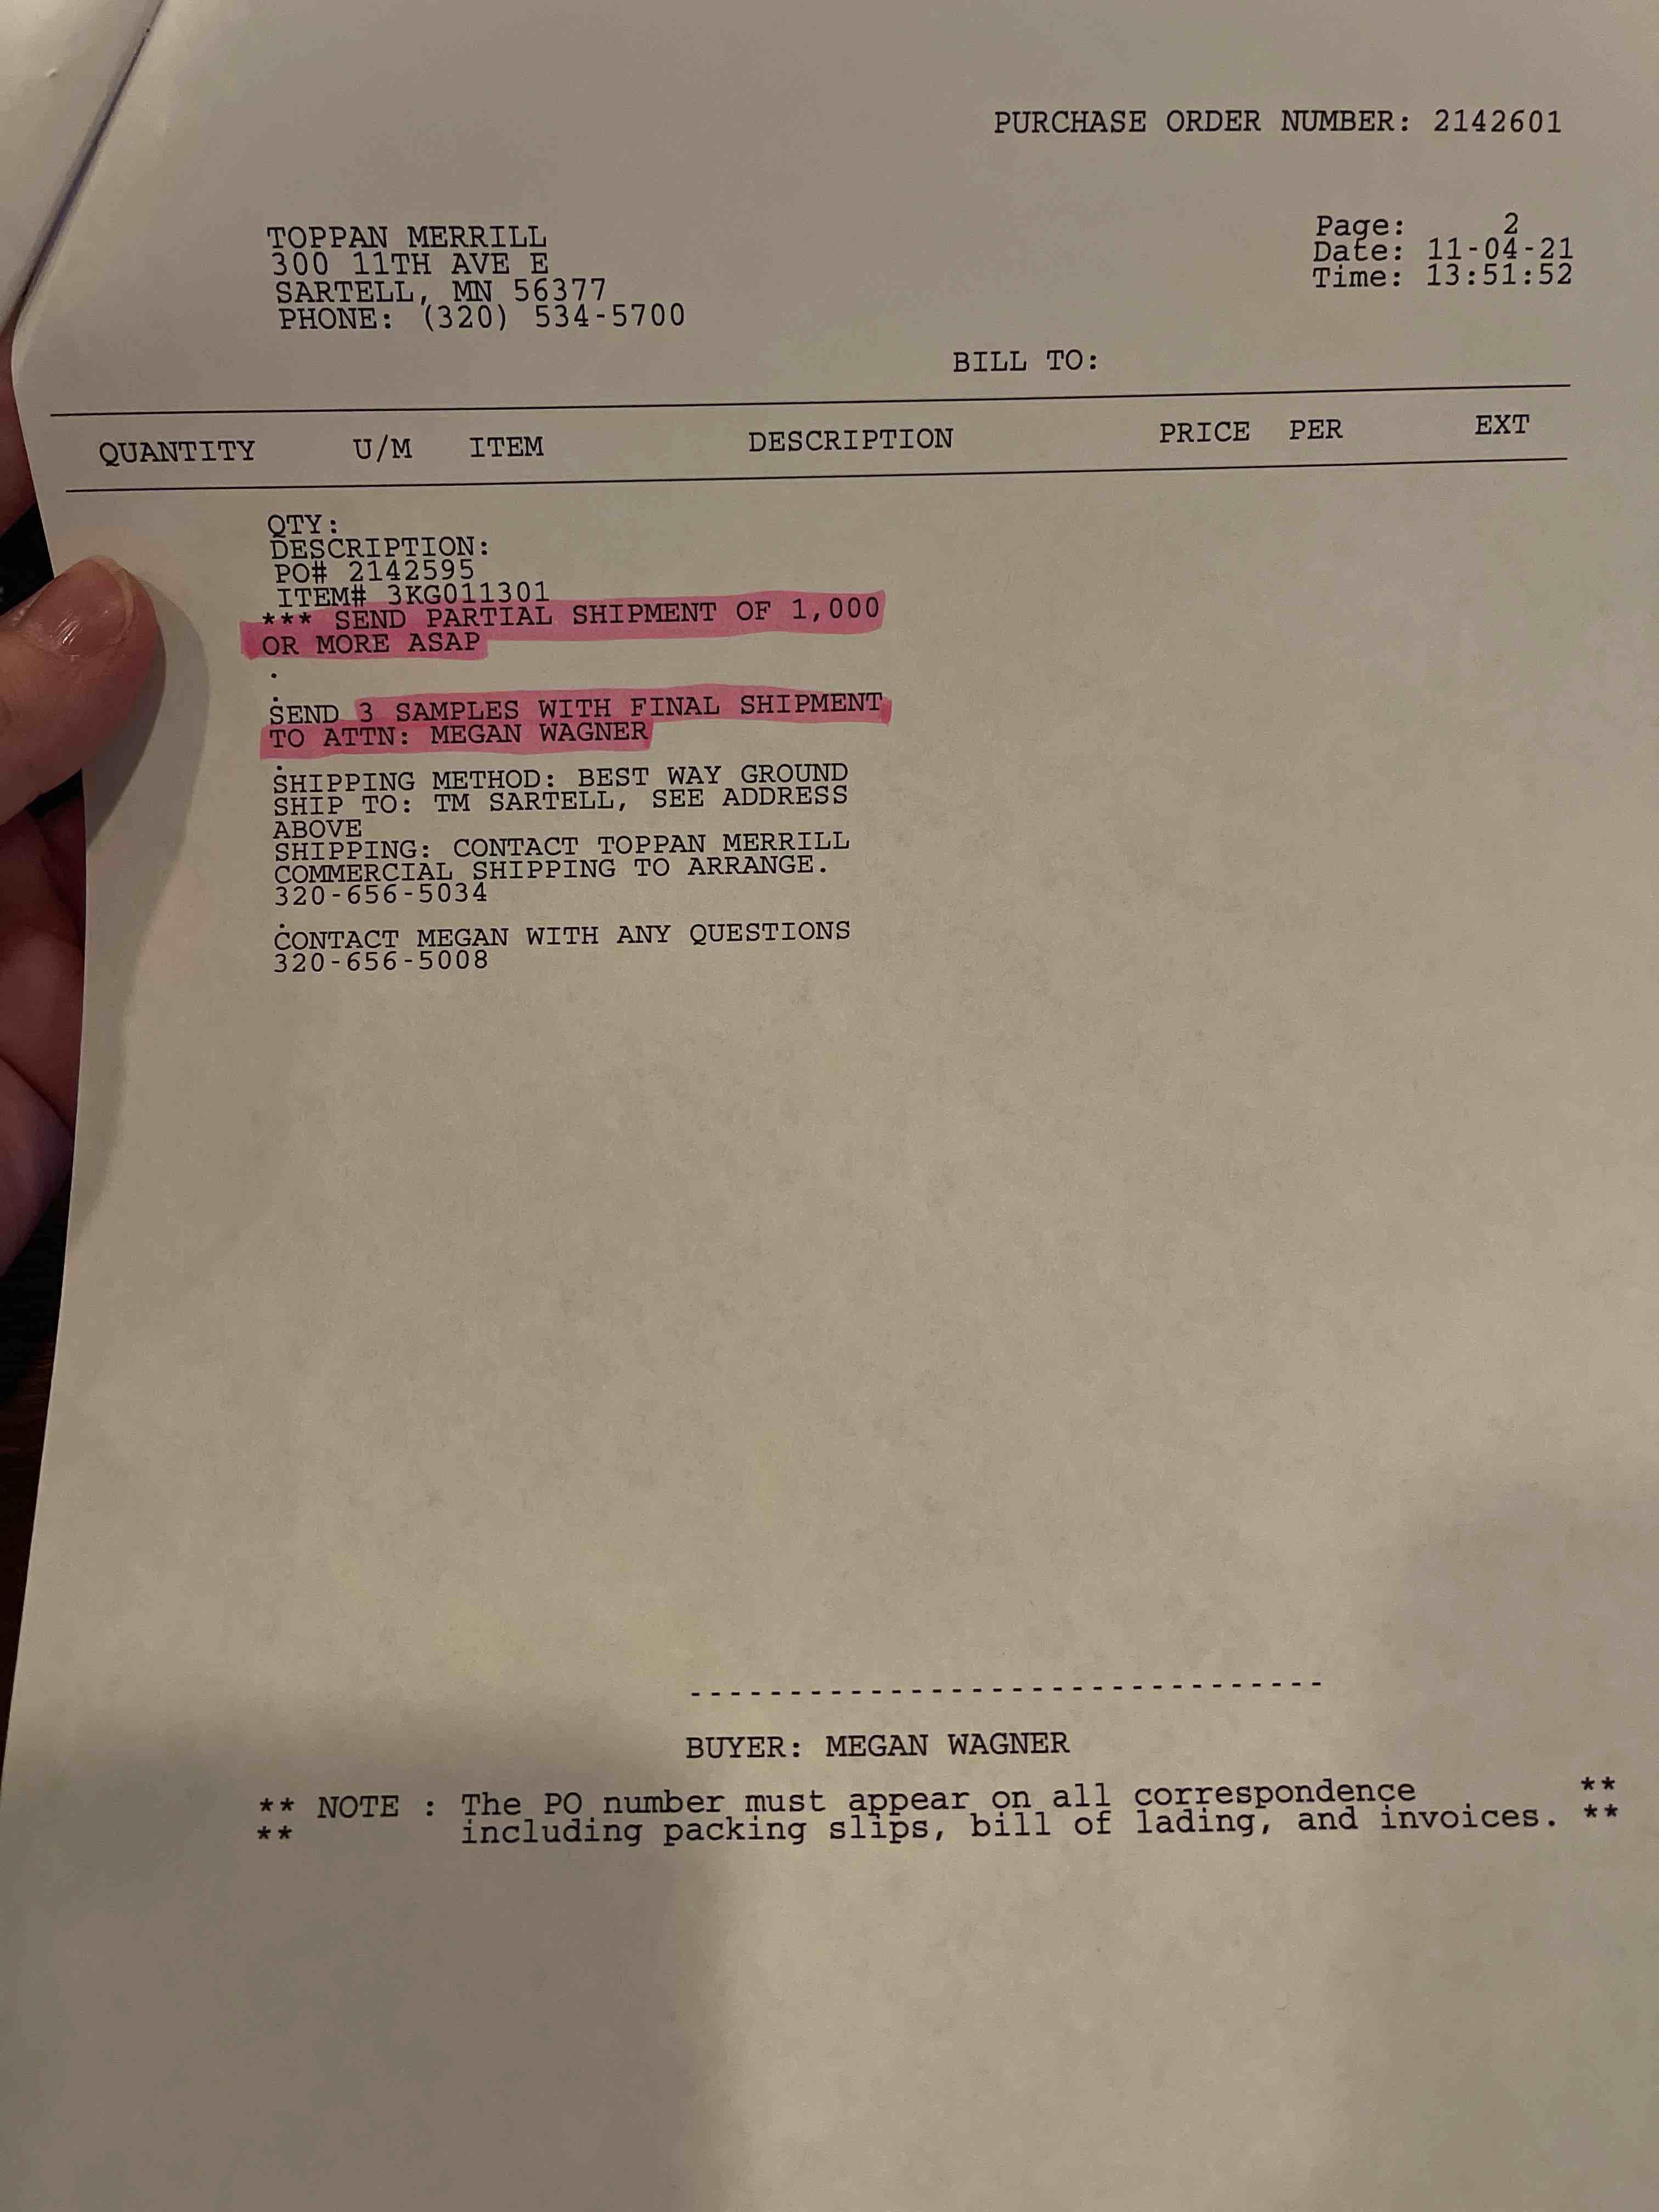 PURCHASE ORDER NUMBER: 2142601
TOPPAN MERRILL
300 11TH AVE E
SARTELL, MN 56377
PHONE: (320) 534-5700
Page: 2
Date: 11-04-21
Time: 13:51:52
BILL TO:
QUANTITY U/M ITEM DESCRIPTION PRICE PER EXT
QTY:
DESCRIPTION:
PO# 2142595
ITEM# 3KG011301
*** SEND PARTIAL SHIPMENT OF 1,000
OR MORE ASAP
.
.
SEND 3 SAMPLES WITH FINAL SHIPMENT
TO ATTN: MEGAN WAGNER
.
SHIPPING METHOD: BEST WAY GROUND
SHIP TO: TM SARTELL, SEE ADDRESS
ABOVE
SHIPPING: CONTACT TOPPAN MERRILL
COMMERCIAL SHIPPING TO ARRANGE.
320-656-5034
.
CONTACT MEGAN WITH ANY QUESTIONS
320-656-5008
---------------------------------
BUYER: MEGAN WAGNER
** NOTE : The PO number must appear on all correspondence **
** including packing slips, bill of lading, and invoices. **